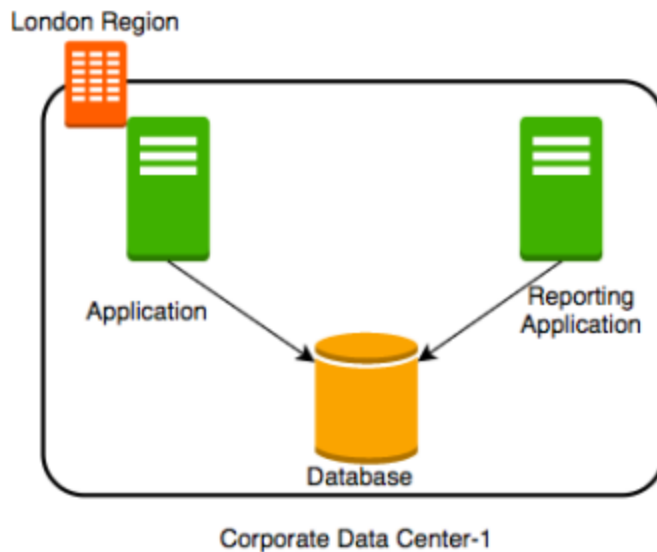 London Region
Application
Reporting
Application
Database
Corporate Data Center-1